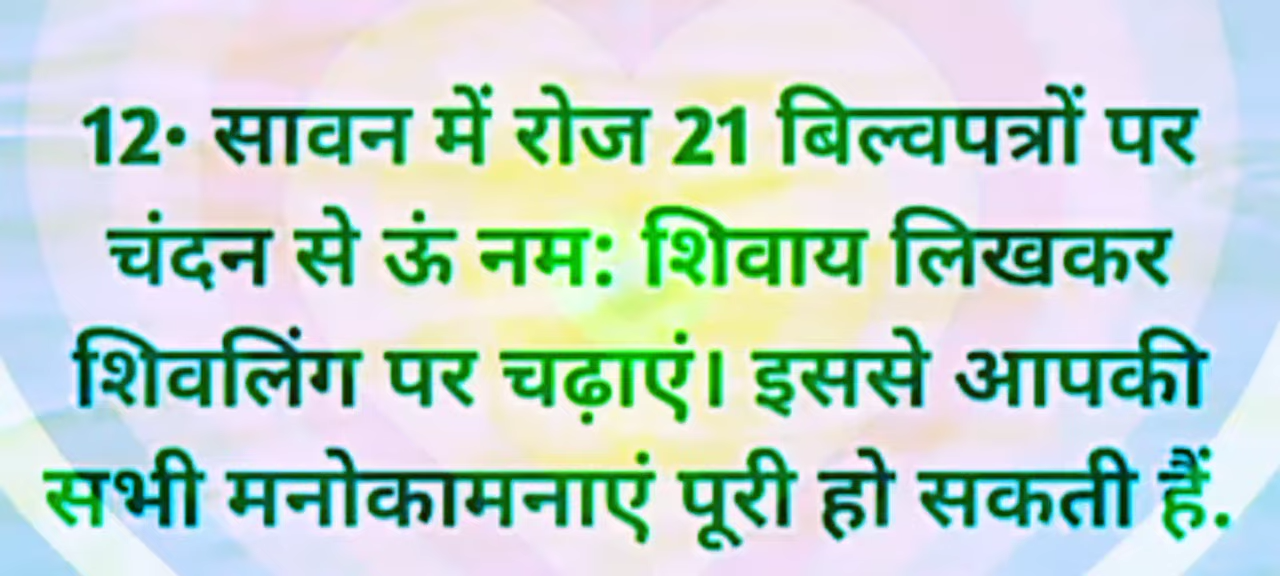 12• सावन में रोज 21 बिल्वपत्रों पर
चंदन से ऊं नम: शिवाय लिखकर
शिवलिंग पर चढ़ाएं। इससे आपकी
सभी मनोकामनाएं पूरी हो सकती हैं.